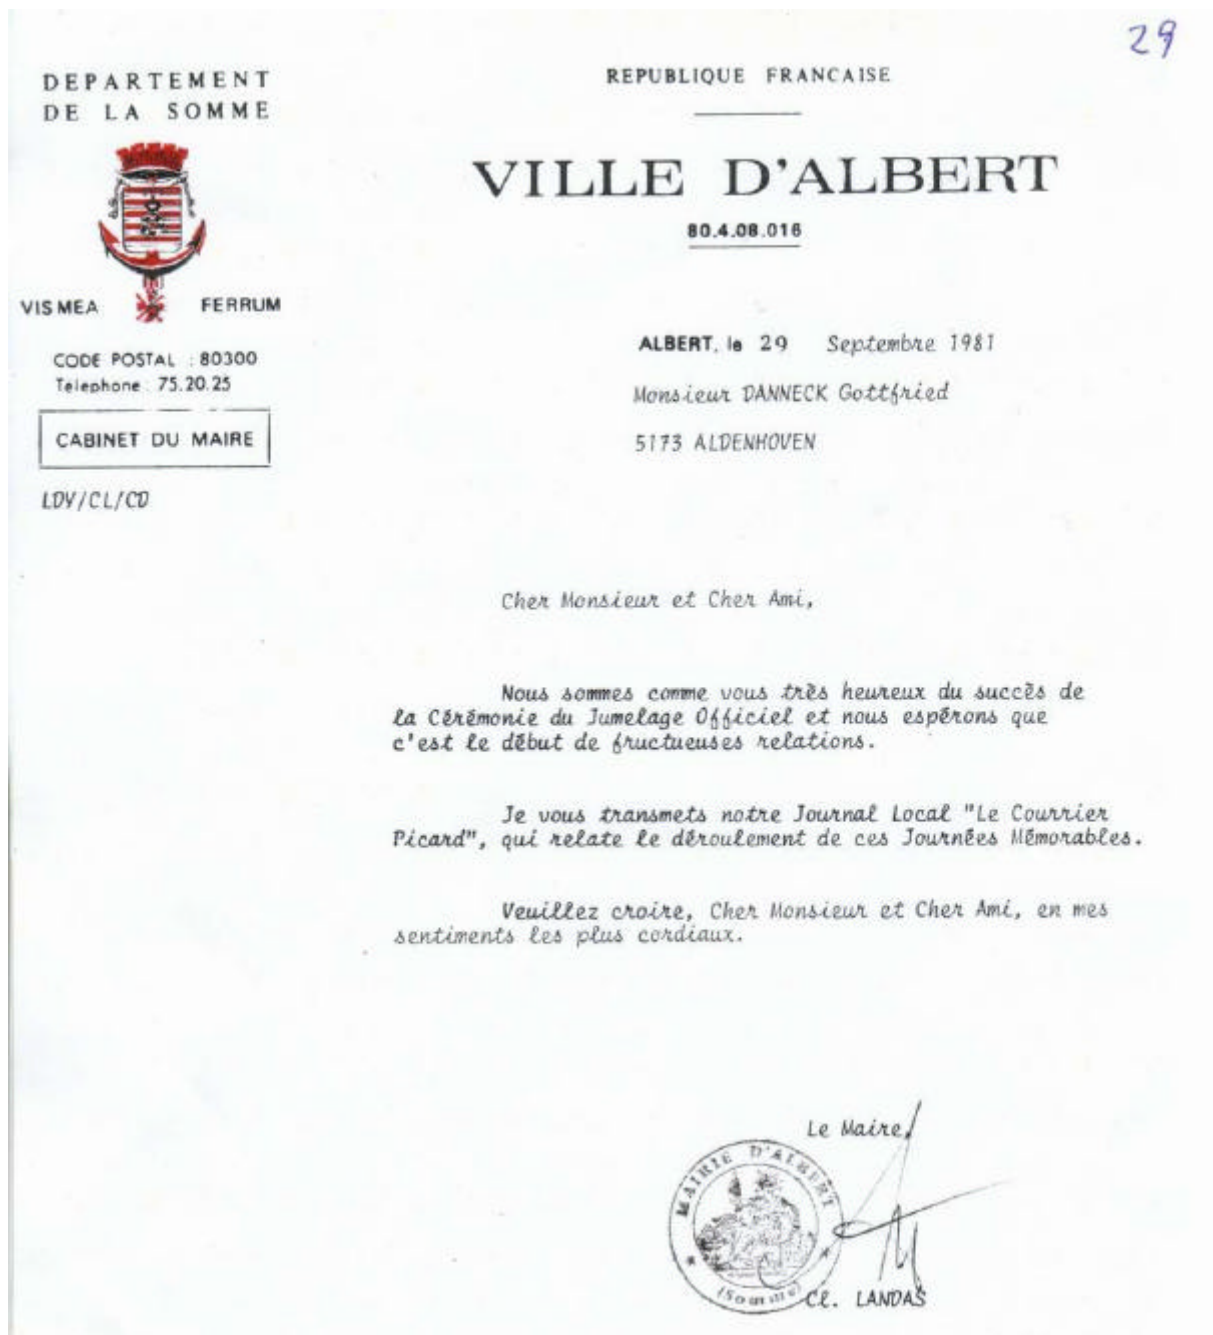 29
DEPARTEMENT
DE LA SOMME
REPUBLIQUE FRANCAISE
VILLE D'ALBERT
80.4.08.016
VIS MEA FERRUM
CODE POSTAL : 80300
Telephone : 75.20.25
CABINET DU MAIRE
LDV/CL/CD
ALBERT, le 29 Septembre 1981
Monsieur DANNECK Gottfried
5173 ALDENHOVEN
Cher Monsieur et Cher Ami,
Nous sommes comme vous très heureux du succès de
la Cérémonie du Jumelage Officiel et nous espérons que
c'est le début de fructueuses relations.
Je vous transmets notre Journal Local "Le Courrier
Picard", qui relate le déroulement de ces Journées Mémorables.
Veuillez croire, Cher Monsieur et Cher Ami, en mes
sentiments les plus cordiaux.
Le Maire,
MAIRIE D'ALBERT
(Somme)
Cl. LANDAS